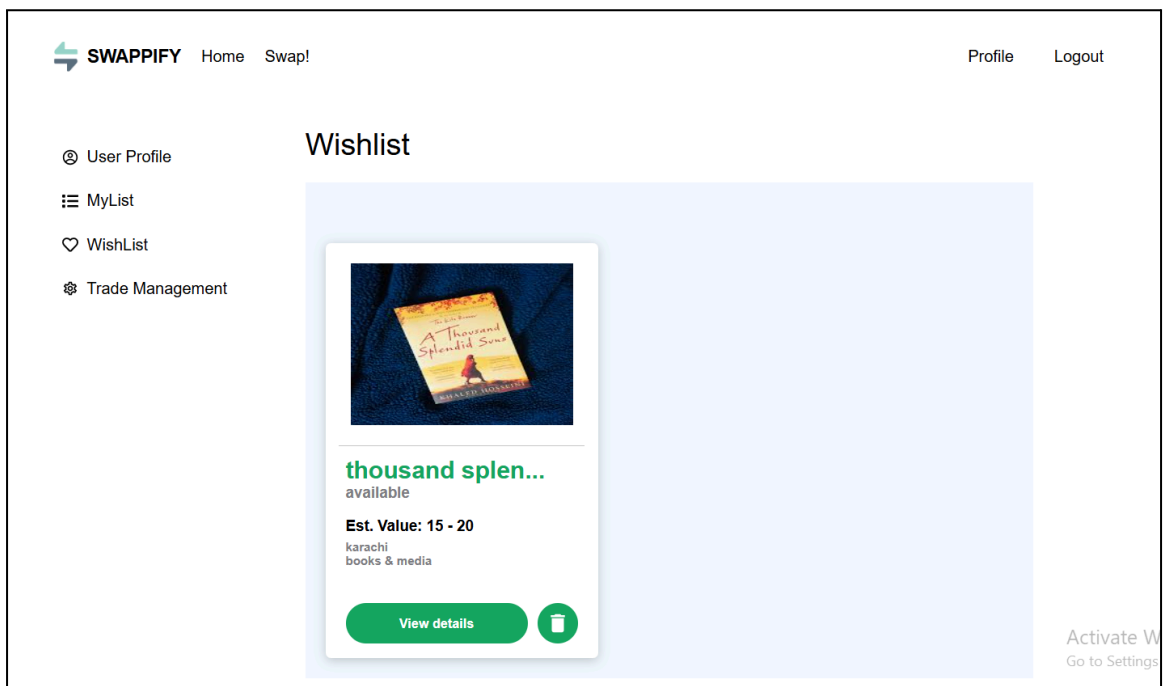 SWAPPIFY Home Swap! Profile Logout
User Profile
MyList
WishList
Trade Management
Wishlist
The Kite Runner
A Thousand
Splendid Suns
KHALED HOSSEINI
thousand splen...
available
Est. Value: 15 - 20
karachi
books & media
View details
Activate W
Go to Settings